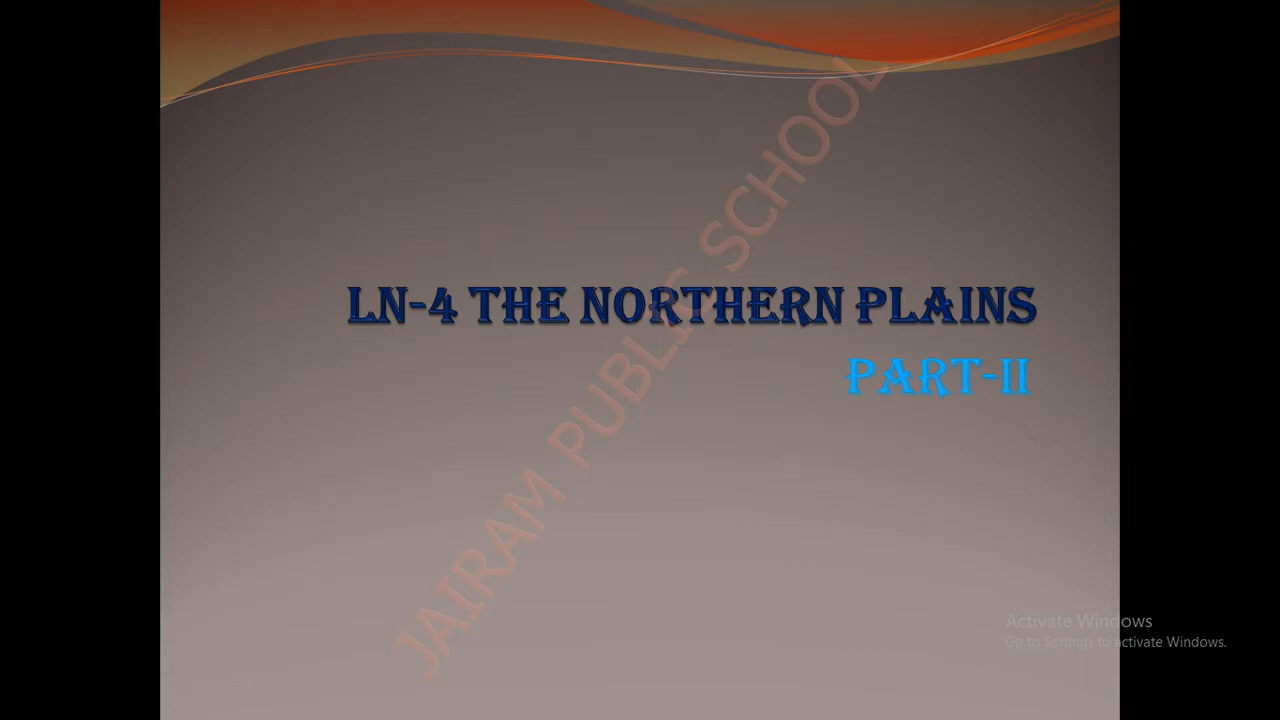 LN-4 THE NORTHERN PLAINS
PART-II
JAIRAM PUBLIC SCHOOL
Activate Windows
Go to Settings to activate Windows.